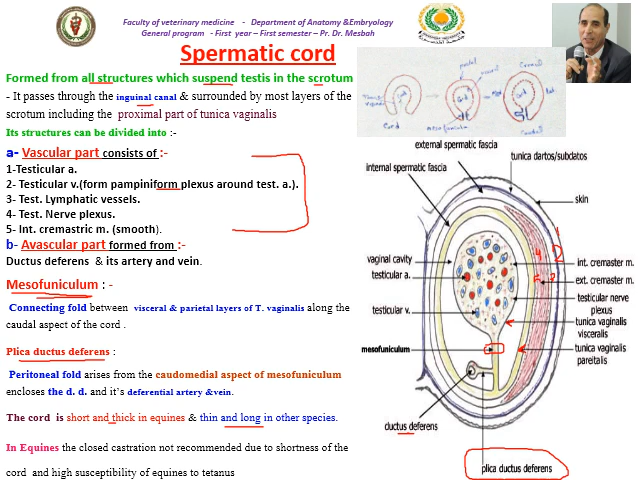 Faculty of veterinary medicine - Department of Anatomy &Embryology
General program - First year – First semester – Pr. Dr. Mesbah
Spermatic cord
Formed from all structures which suspend testis in the scrotum
- It passes through the inguinal canal & surrounded by most layers of the
scrotum including the proximal part of tunica vaginalis
Its structures can be divided into :-
a- Vascular part consists of :-
1-Testicular a.
2- Testicular v.(form pampiniform plexus around test. a.).
3- Test. Lymphatic vessels.
4- Test. Nerve plexus.
5- Int. cremastric m. (smooth).
b- Avascular part formed from :-
Ductus deferens & its artery and vein.
Mesofuniculum : -
Connecting fold between visceral & parietal layers of T. vaginalis along the
caudal aspect of the cord .
Plica ductus deferens :
Peritoneal fold arises from the caudomedial aspect of mesofuniculum
encloses the d. d. and it's deferential artery &vein.
The cord is short and thick in equines & thin and long in other species.
In Equines the closed castration not recommended due to shortness of the
cord and high susceptibility of equines to tetanus
Cord
Cord
external spermatic fascia
internal spermatic fascia
tunica dartos/subdatos
skin
vaginal cavity
testicular a.
testicular v.
mesofuniculum
ductus deferens
int. cremaster m.
ext. cremaster m.
testicular nerve
plexus
tunica vaginalis
visceralis
tunica vaginalis
pareitalis
plica ductus deferens